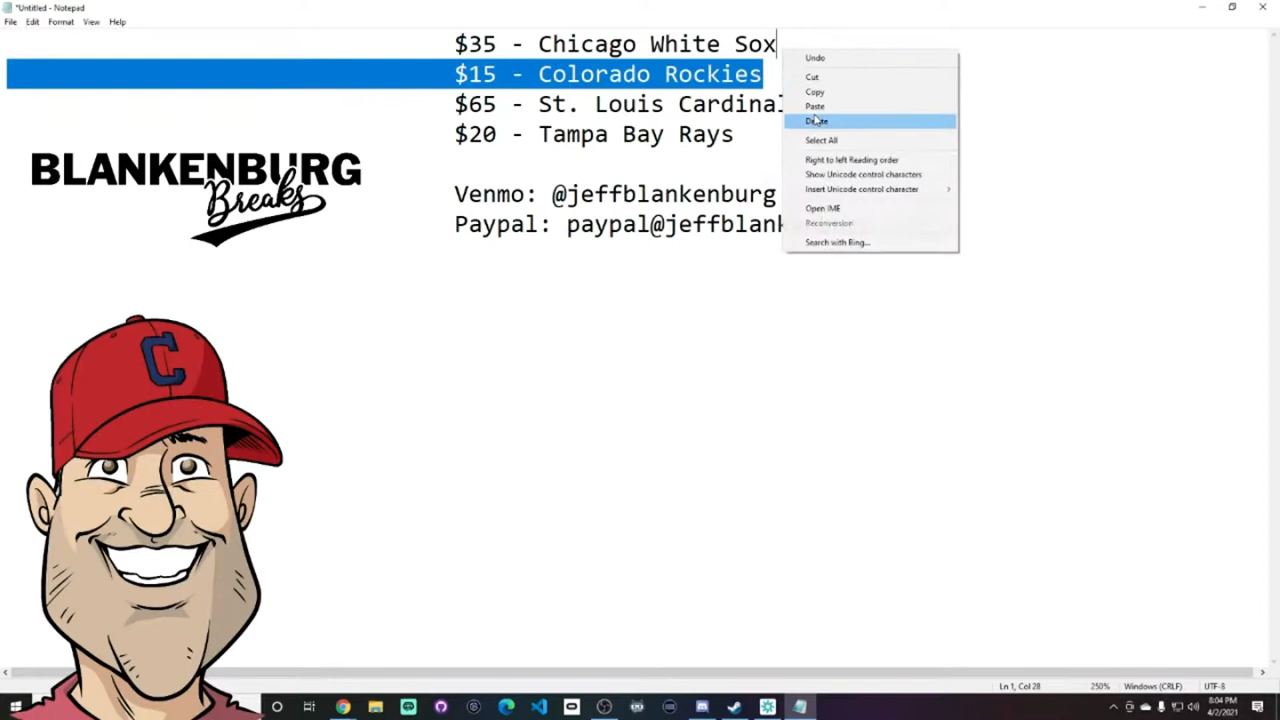 *Untitled - Notepad
File Edit Format View Help
$35 - Chicago White Sox
$15 - Colorado Rockies
$65 - St. Louis Cardinal
$20 - Tampa Bay Rays
Venmo: @jeffblankenburg
Paypal: paypal@jeffblank
Undo
Cut
Copy
Paste
Delete
Select All
Right to left Reading order
Show Unicode control characters
Insert Unicode control character
Open IME
Reconversion
Search with Bing...
BLANKENBURG
Breaks
C
Ln 1, Col 28 250% Windows (CRLF) UTF-8
8:04 PM
4/2/2021